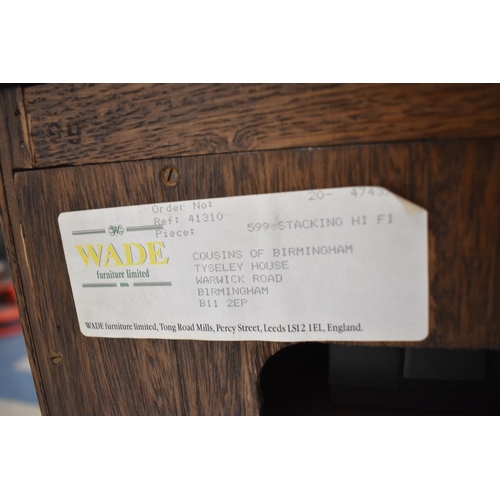 Order No: 20-
Ref: 41310
Piece: 599 STACKING HI FI
WADE
furniture limited
COUSINS OF BIRMINGHAM
TYSELEY HOUSE
WARWICK ROAD
BIRMINGHAM
B11 2EP
WADE furniture limited, Tong Road Mills, Percy Street, Leeds LS12 1EL, England.